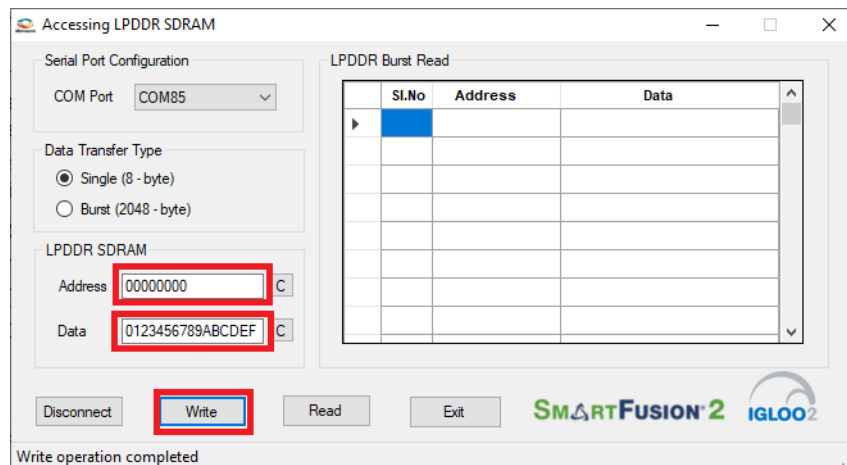 Accessing LPDDR SDRAM
Serial Port Configuration
COM Port COM85
Data Transfer Type
Single (8 - byte)
Burst (2048 - byte)
LPDDR SDRAM
Address 00000000 C
Data 0123456789ABCDEF C
LPDDR Burst Read
Sl.No Address Data
Disconnect Write Read Exit SMARTFUSION®2 IGLOO2
Write operation completed